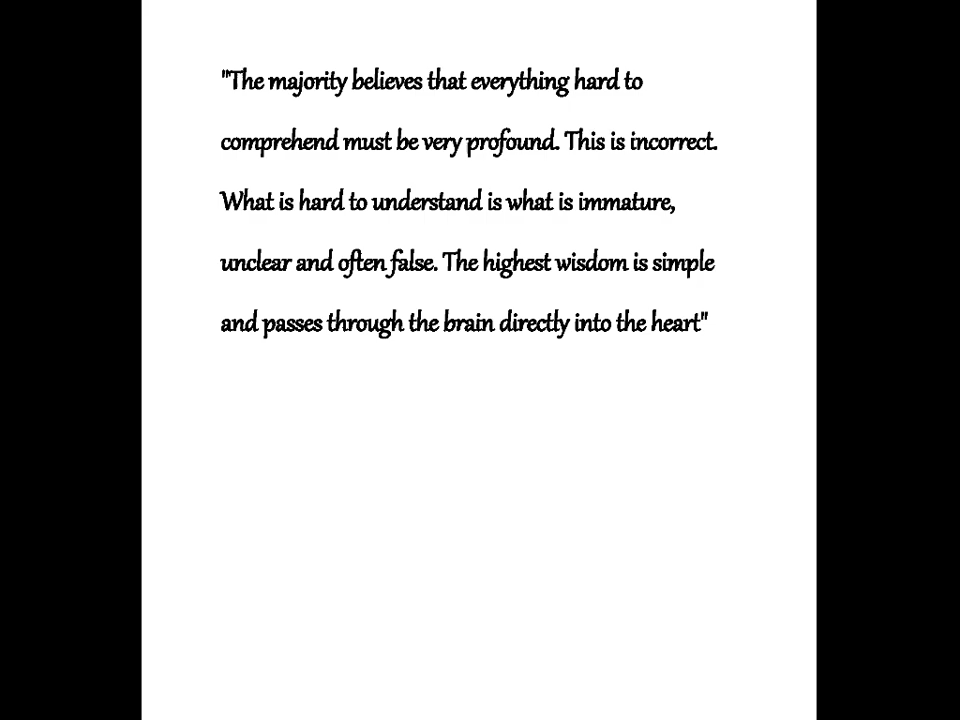 "The majority believes that everything hard to
comprehend must be very profound. This is incorrect.
What is hard to understand is what is immature,
unclear and often false. The highest wisdom is simple
and passes through the brain directly into the heart"